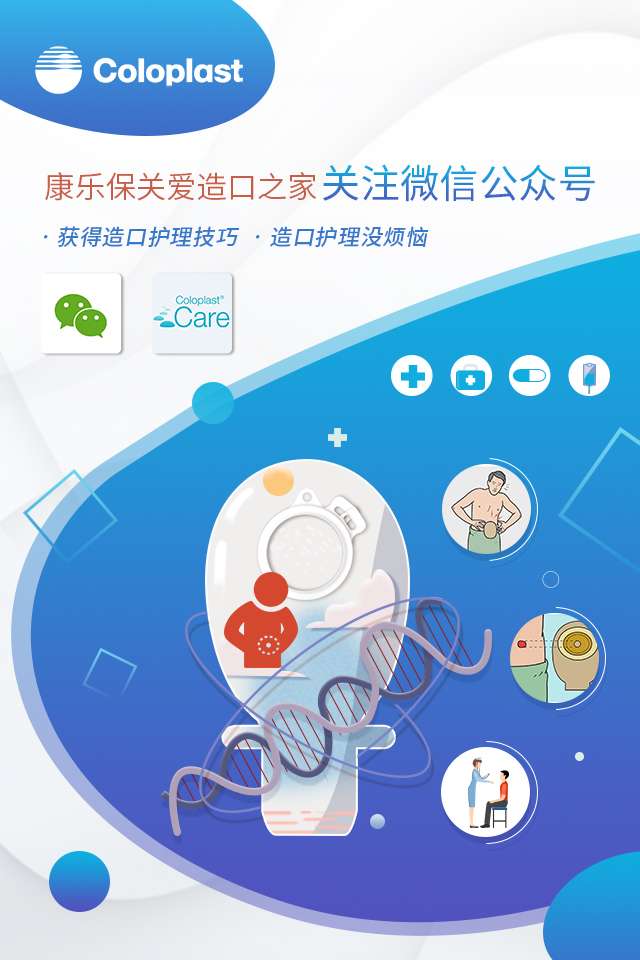 Coloplast
康乐保关爱造口之家关注微信公众号
· 获得造口护理技巧 · 造口护理没烦恼
Coloplast®
Care